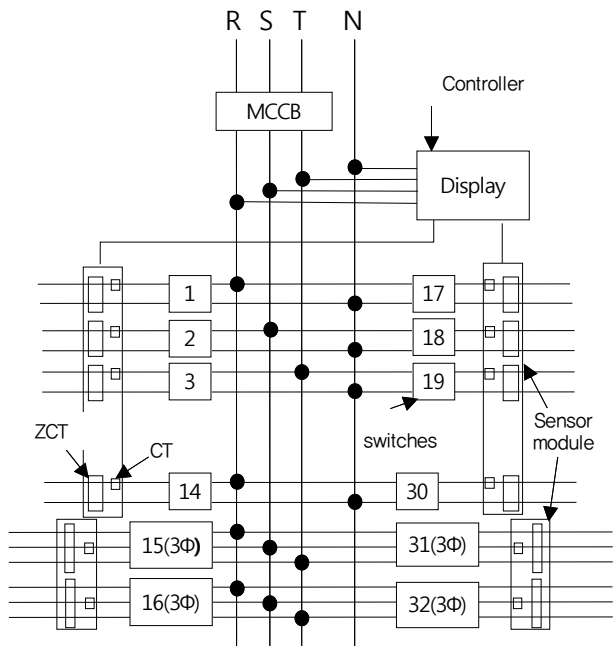 R S T N
Controller
MCCB
Display
1 17
2 18
3 19
switches
Sensor
module
ZCT CT
14 30
15(3Φ) 31(3Φ)
16(3Φ) 32(3Φ)